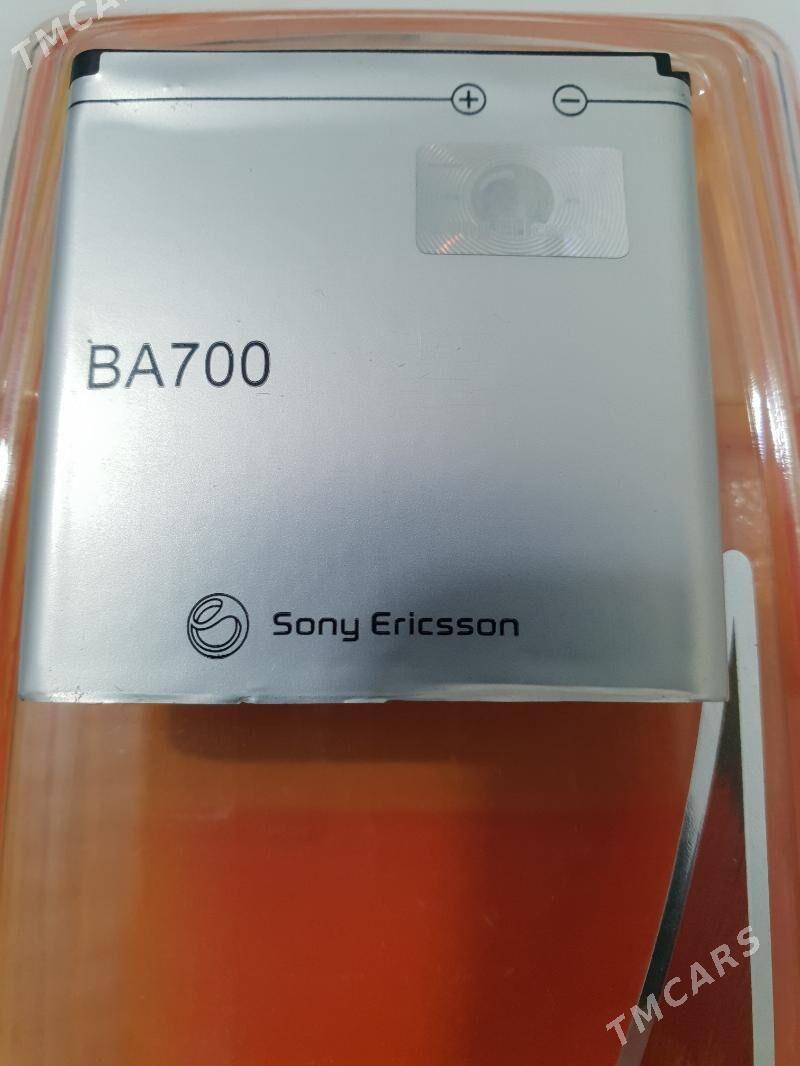 TMCARS
+ -
BA700
Sony Ericsson
TMCARS